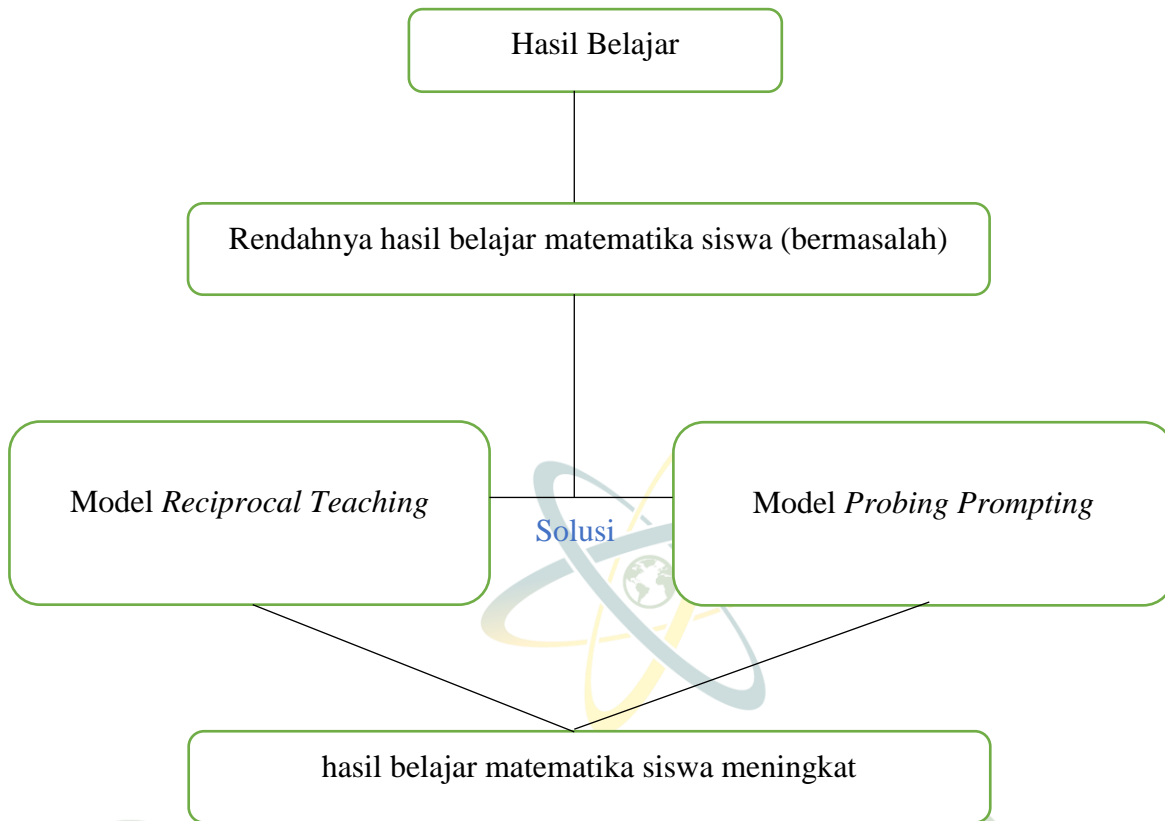 Hasil Belajar
Rendahnya hasil belajar matematika siswa (bermasalah)
Model Reciprocal Teaching
Solusi
Model Probing Prompting
hasil belajar matematika siswa meningkat